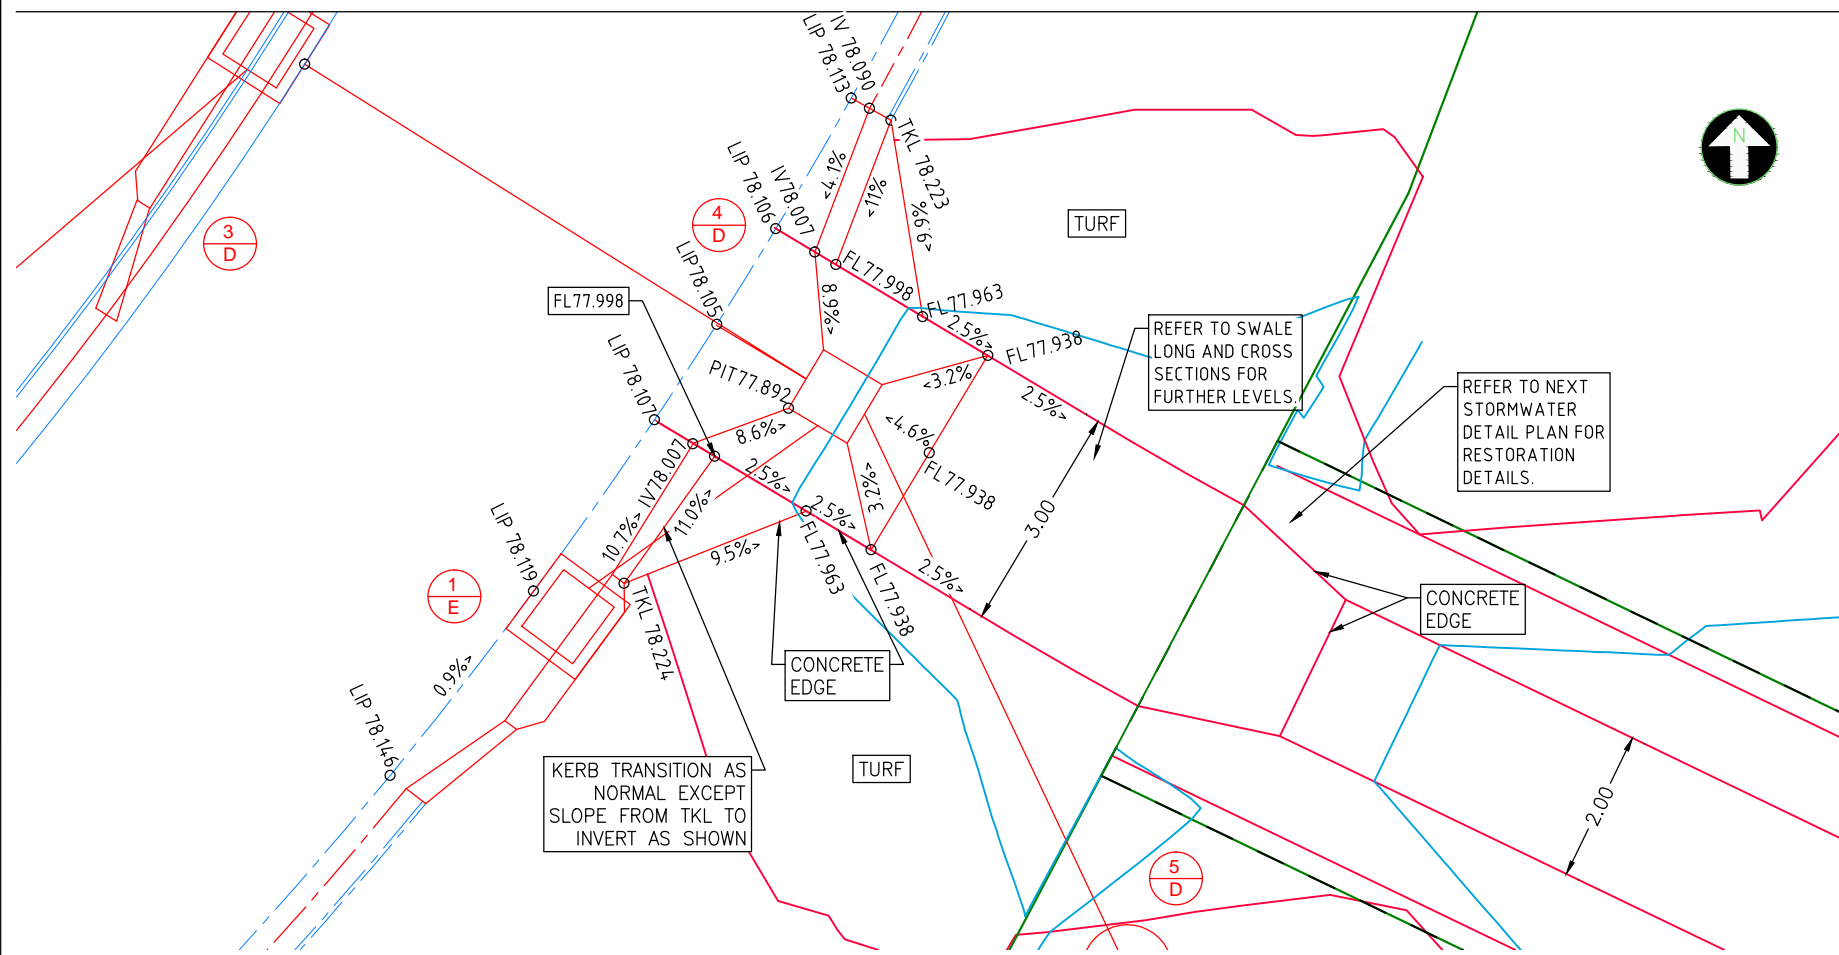 IV 78.090
LIP 78.113
TKL 78.223
<4.1%
<11%
9.9%>
N
LIP 78.106
IV78.007
4
D
TURF
3
D
LIP78.105
FL77.998
FL77.998
8.9%>
FL77.963
2.5%>
FL77.938
REFER TO SWALE
LONG AND CROSS
SECTIONS FOR
FURTHER LEVELS.
LIP 78.107
PIT77.892
<3.2%
2.5%>
REFER TO NEXT
STORMWATER
DETAIL PLAN FOR
RESTORATION
DETAILS.
8.6%>
<4.6%
FL77.938
IV78.007
2.5%>
3.2%>
10.7%>
11.0%>
2.5%>
3.00
LIP 78.119
9.5%>
FL77.963
FL77.938
2.5%>
1
E
TKL 78.224
CONCRETE
EDGE
0.9%>
CONCRETE
EDGE
LIP 78.146
KERB TRANSITION AS
NORMAL EXCEPT
SLOPE FROM TKL TO
INVERT AS SHOWN
TURF
2.00
5
D